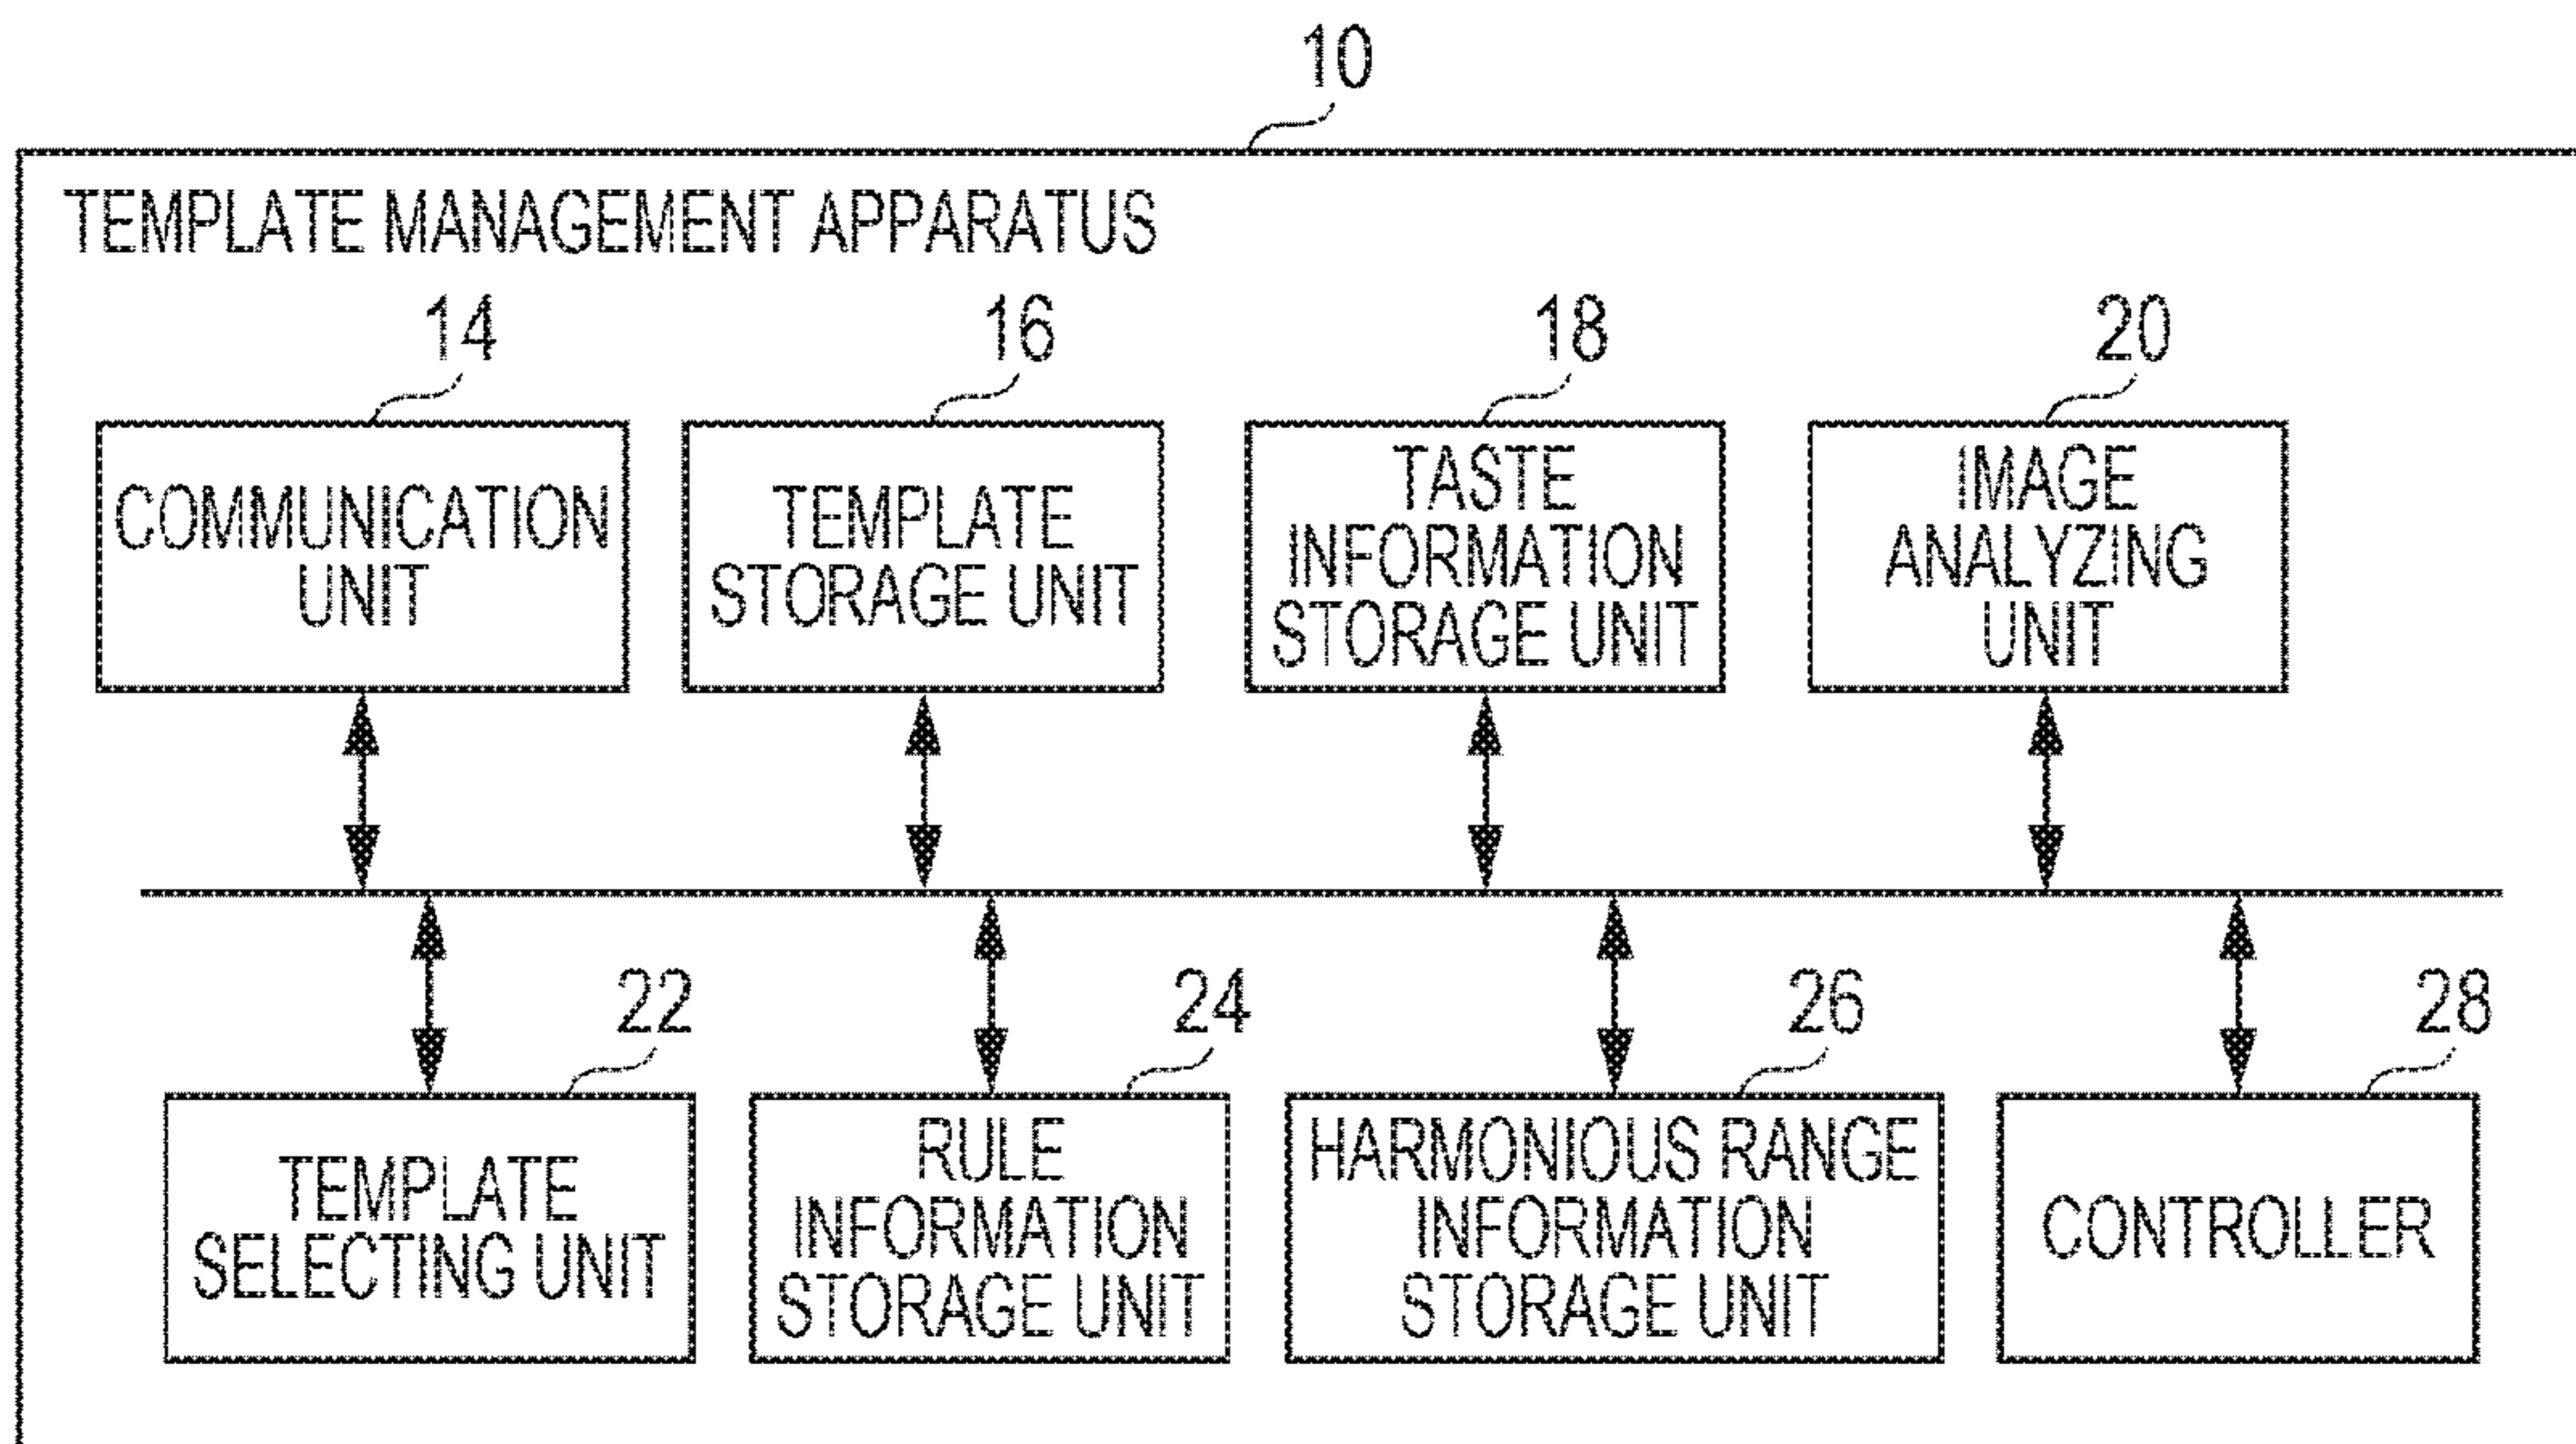 10
TEMPLATE MANAGEMENT APPARATUS
14
COMMUNICATION
UNIT
16
TEMPLATE
STORAGE UNIT
18
TASTE
INFORMATION
STORAGE UNIT
20
IMAGE
ANALYZING
UNIT
22
TEMPLATE
SELECTING UNIT
24
RULE
INFORMATION
STORAGE UNIT
26
HARMONIOUS RANGE
INFORMATION
STORAGE UNIT
28
CONTROLLER